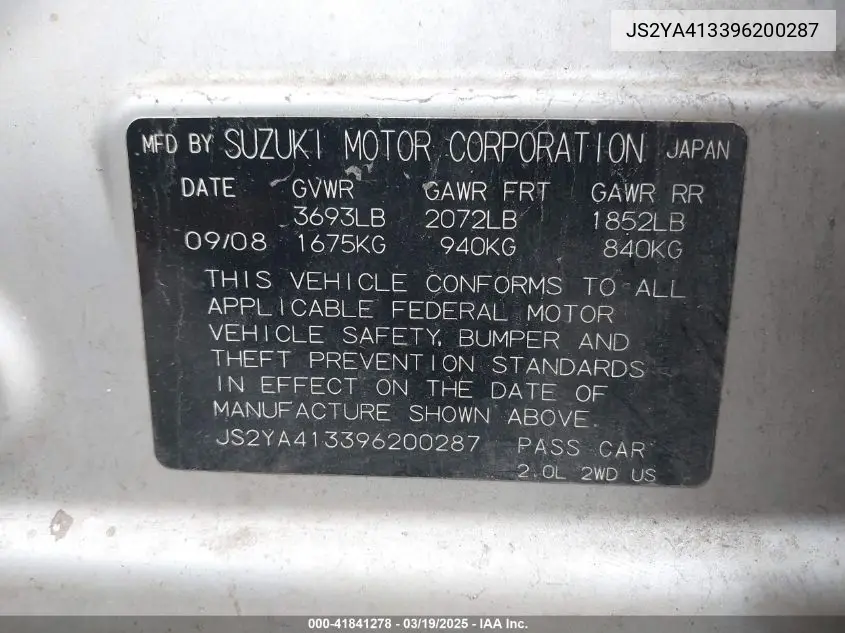 JS2YA413396200287
MFD BY SUZUKI MOTOR CORPORATION JAPAN
DATE GVWR GAWR FRT GAWR RR
3693LB 2072LB 1852LB
09/08 1675KG 940KG 840KG
THIS VEHICLE CONFORMS TO ALL
APPLICABLE FEDERAL MOTOR
VEHICLE SAFETY, BUMPER AND
THEFT PREVENTION STANDARDS
IN EFFECT ON THE DATE OF
MANUFACTURE SHOWN ABOVE.
JS2YA413396200287 PASS CAR
2.0L 2WD US
000-41841278 - 03/19/2025 - IAA Inc.